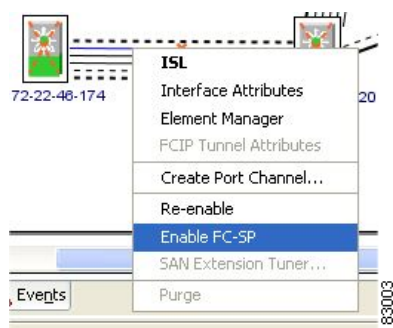 72-22-46-174
20
ISL
Interface Attributes
Element Manager
FCIP Tunnel Attributes
Create Port Channel...
Re-enable
Enable FC-SP
SAN Extension Tuner...
Purge
Events
83003